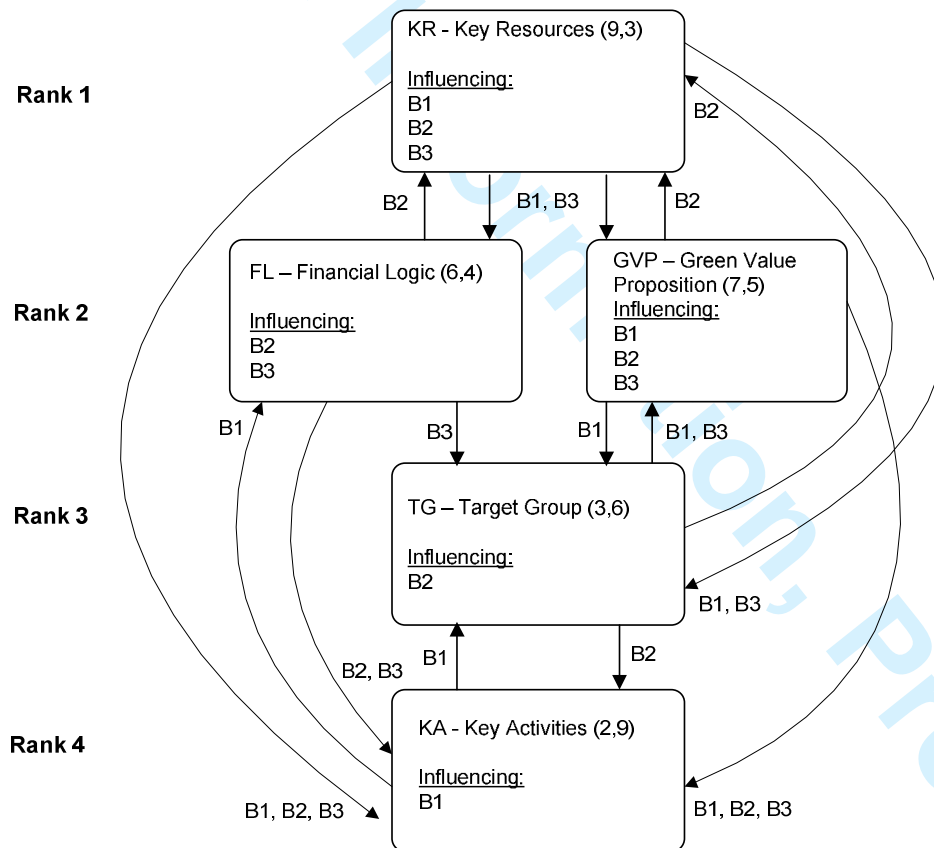 KR - Key Resources (9,3)
Influencing:
B1
B2
B3
Rank 1
B2
B2
B1, B3
B2
FL – Financial Logic (6,4)
Influencing:
B2
B3
GVP – Green Value
Proposition (7,5)
Influencing:
B1
B2
B3
Rank 2
B1
B3
B1
B1, B3
TG – Target Group (3,6)
Influencing:
B2
Rank 3
B1, B3
B2, B3
B1
B2
KA - Key Activities (2,9)
Influencing:
B1
Rank 4
B1, B2, B3
B1, B2, B3